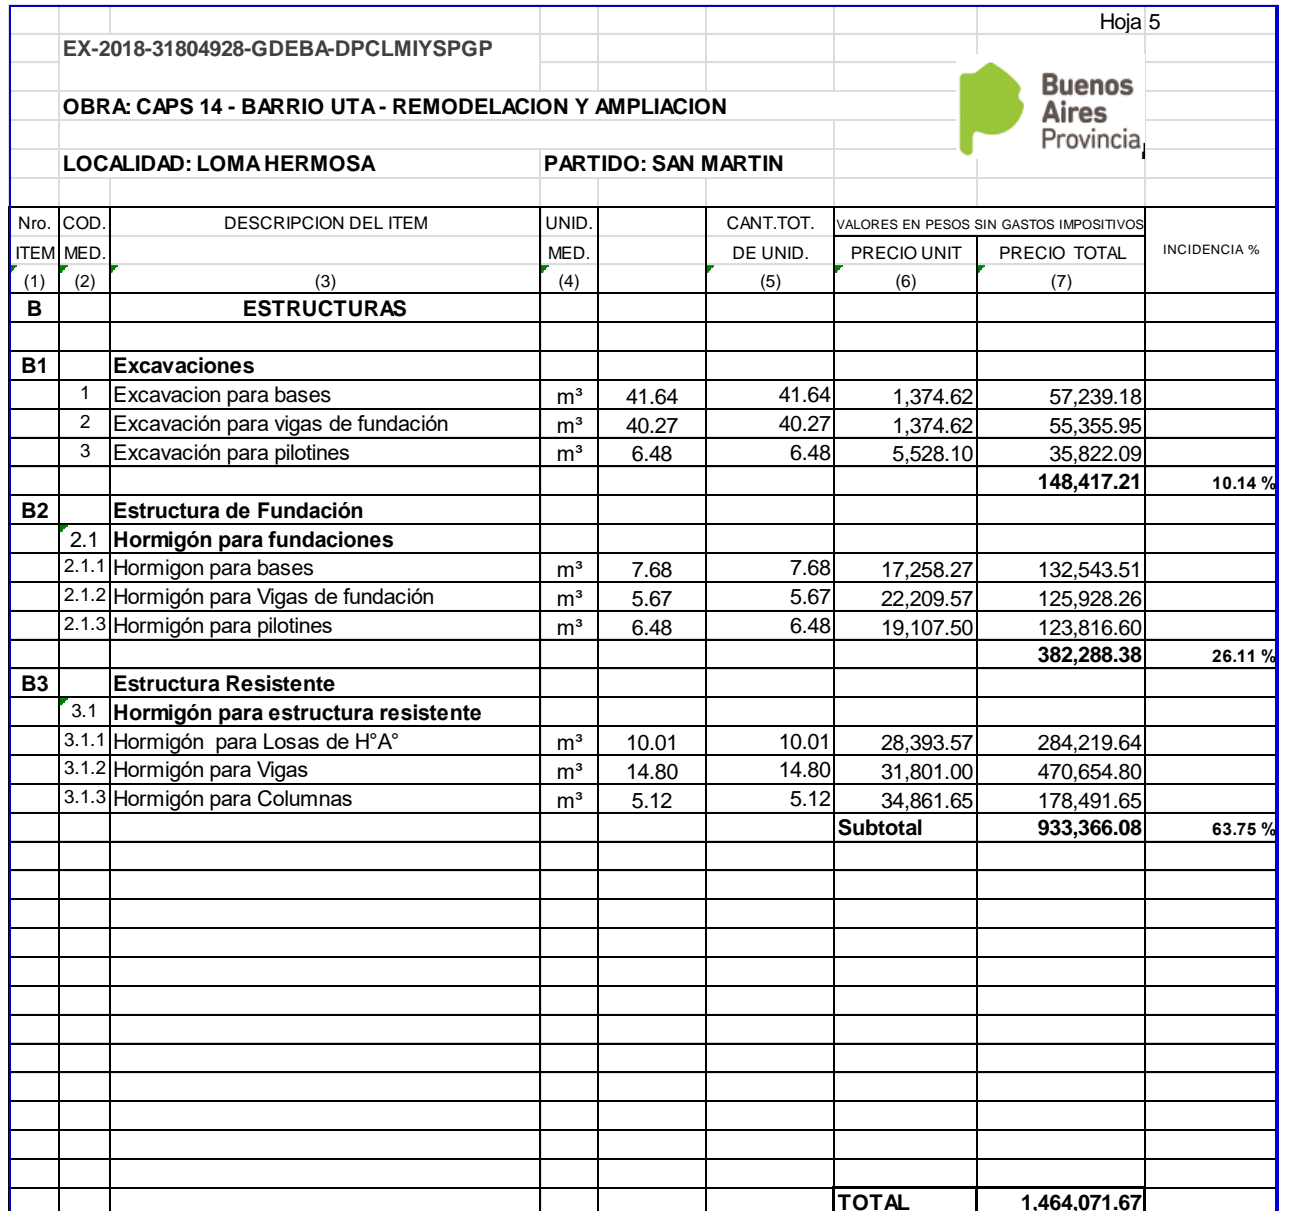 Hoja 5
EX-2018-31804928-GDEBA-DPCLMIYSPGP
Buenos
Aires
Provincia
OBRA: CAPS 14 - BARRIO UTA - REMODELACION Y AMPLIACION
LOCALIDAD: LOMA HERMOSA PARTIDO: SAN MARTIN
Nro. COD. DESCRIPCION DEL ITEM UNID. CANT.TOT. VALORES EN PESOS SIN GASTOS IMPOSITIVOS
ITEM MED. MED. DE UNID. PRECIO UNIT PRECIO TOTAL INCIDENCIA %
(1) (2) (3) (4) (5) (6) (7)
B ESTRUCTURAS
B1 Excavaciones
1 Excavacion para bases m³ 41.64 41.64 1,374.62 57,239.18
2 Excavación para vigas de fundación m³ 40.27 40.27 1,374.62 55,355.95
3 Excavación para pilotines m³ 6.48 6.48 5,528.10 35,822.09
148,417.21 10.14 %
B2 Estructura de Fundación
2.1 Hormigón para fundaciones
2.1.1 Hormigon para bases m³ 7.68 7.68 17,258.27 132,543.51
2.1.2 Hormigón para Vigas de fundación m³ 5.67 5.67 22,209.57 125,928.26
2.1.3 Hormigón para pilotines m³ 6.48 6.48 19,107.50 123,816.60
382,288.38 26.11 %
B3 Estructura Resistente
3.1 Hormigón para estructura resistente
3.1.1 Hormigón para Losas de H°A° m³ 10.01 10.01 28,393.57 284,219.64
3.1.2 Hormigón para Vigas m³ 14.80 14.80 31,801.00 470,654.80
3.1.3 Hormigón para Columnas m³ 5.12 5.12 34,861.65 178,491.65
Subtotal 933,366.08 63.75 %
TOTAL 1,464,071.67